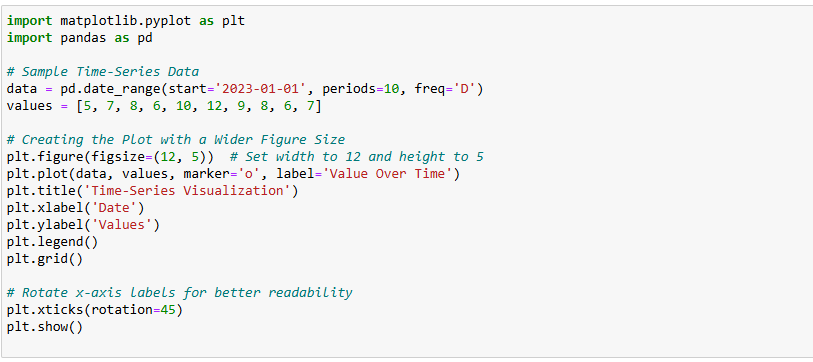 import matplotlib.pyplot as plt
import pandas as pd
# Sample Time-Series Data
data = pd.date_range(start='2023-01-01', periods=10, freq='D')
values = [5, 7, 8, 6, 10, 12, 9, 8, 6, 7]
# Creating the Plot with a Wider Figure Size
plt.figure(figsize=(12, 5))  # Set width to 12 and height to 5
plt.plot(data, values, marker='o', label='Value Over Time')
plt.title('Time-Series Visualization')
plt.xlabel('Date')
plt.ylabel('Values')
plt.legend()
plt.grid()
# Rotate x-axis labels for better readability
plt.xticks(rotation=45)
plt.show()